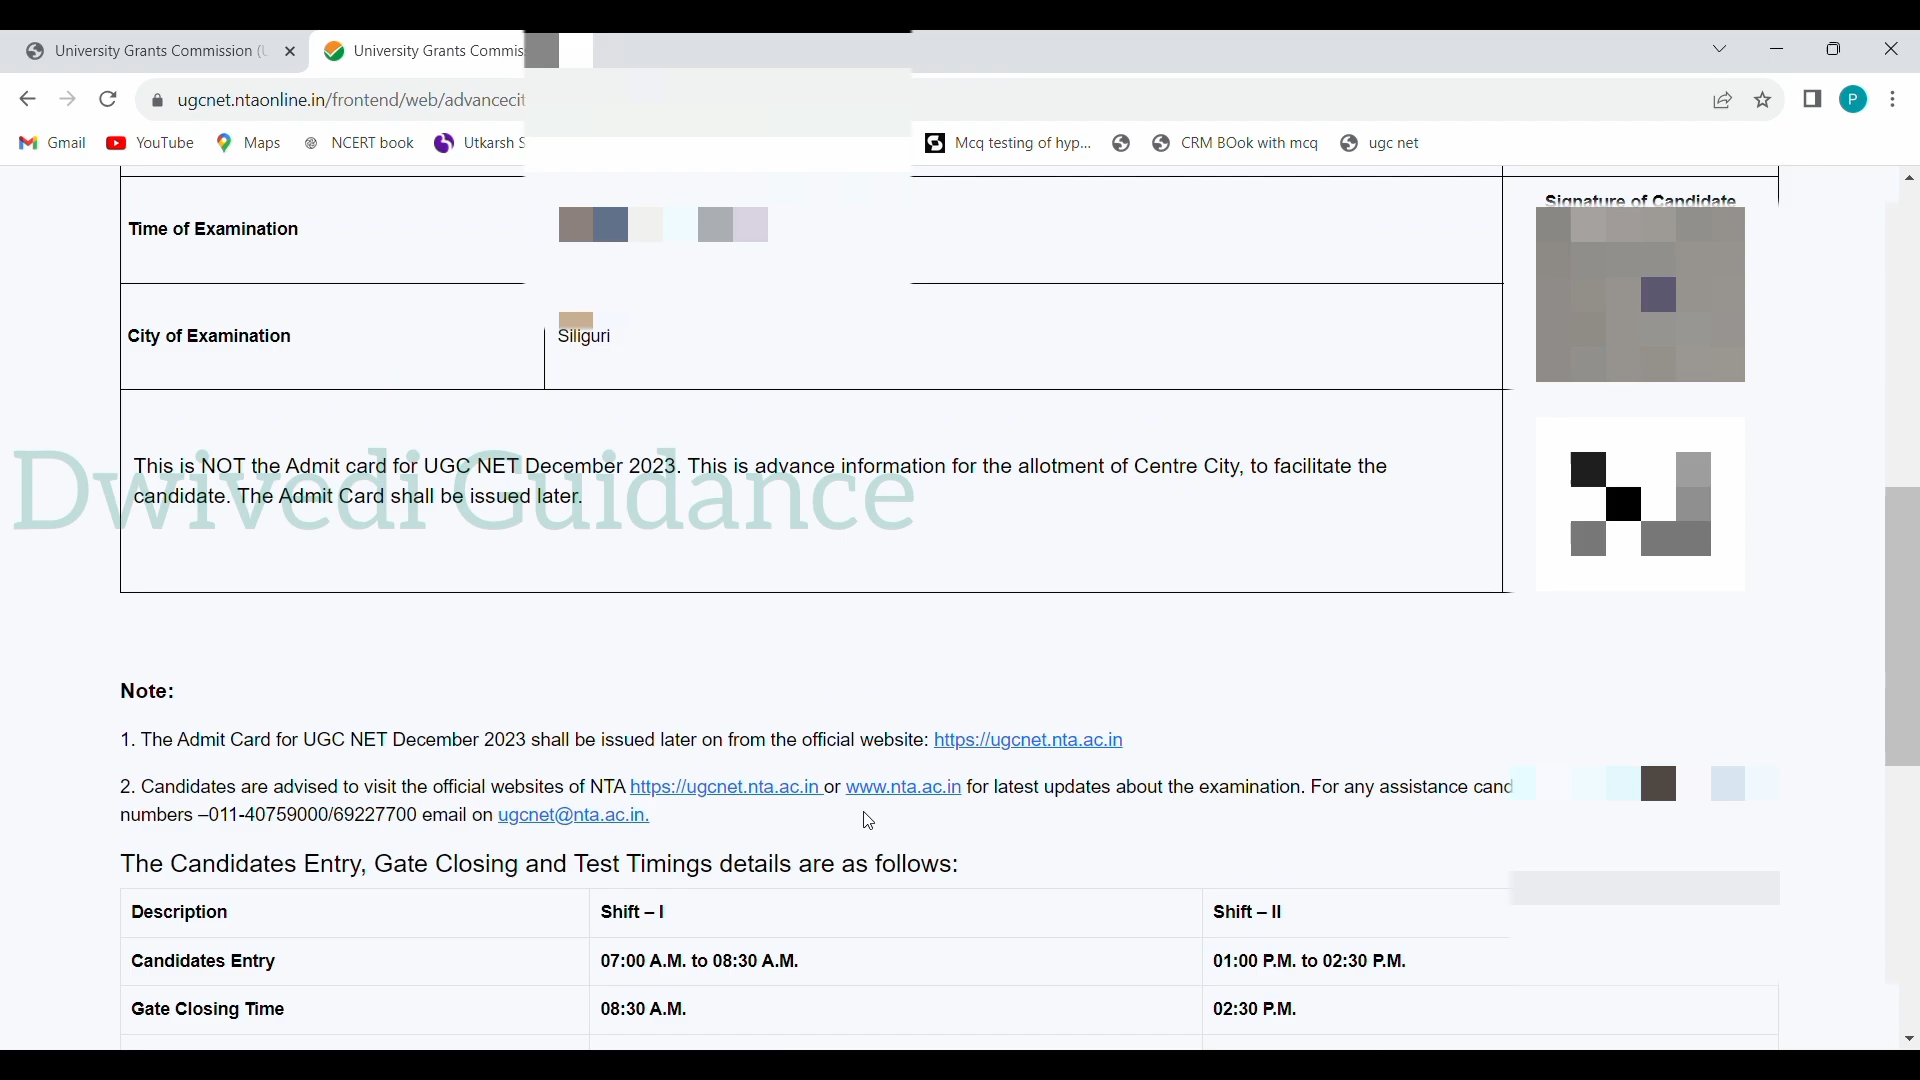 University Grants Commission (U
University Grants Commis
ugcnet.ntaonline.in/frontend/web/advancecit
P
Gmail
YouTube
Maps
NCERT book
Utkarsh S
Mcq testing of hyp...
CRM BOok with mcq
ugc net
Signature of Candidate
Time of Examination
City of Examination
Siliguri
This is NOT the Admit card for UGC NET December 2023. This is advance information for the allotment of Centre City, to facilitate the
candidate. The Admit Card shall be issued later.
Dwivedi Guidance
Note:
1. The Admit Card for UGC NET December 2023 shall be issued later on from the official website: https://ugcnet.nta.ac.in
2. Candidates are advised to visit the official websites of NTA https://ugcnet.nta.ac.in or www.nta.ac.in for latest updates about the examination. For any assistance cand
numbers –011-40759000/69227700 email on ugcnet@nta.ac.in.
The Candidates Entry, Gate Closing and Test Timings details are as follows:
Description Shift – I Shift – II
Candidates Entry 07:00 A.M. to 08:30 A.M. 01:00 P.M. to 02:30 P.M.
Gate Closing Time 08:30 A.M. 02:30 P.M.